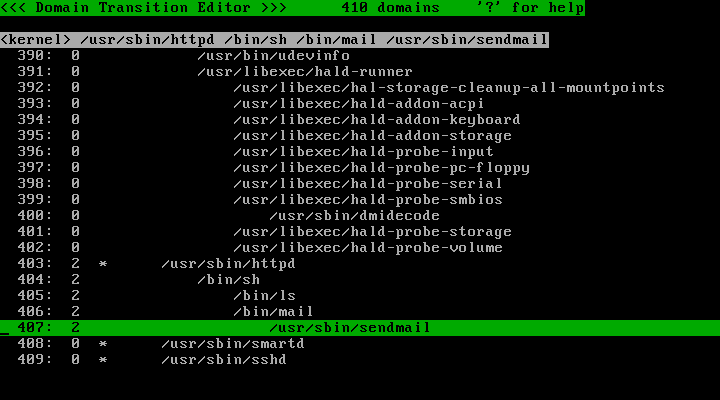 <<< Domain Transition Editor >>>      410 domains    '?' for help
<kernel> /usr/sbin/httpd /bin/sh /bin/mail /usr/sbin/sendmail
390:  0             /usr/bin/udevinfo
391:  0             /usr/libexec/hald-runner
392:  0                 /usr/libexec/hal-storage-cleanup-all-mountpoints
393:  0                 /usr/libexec/hald-addon-acpi
394:  0                 /usr/libexec/hald-addon-keyboard
395:  0                 /usr/libexec/hald-addon-storage
396:  0                 /usr/libexec/hald-probe-input
397:  0                 /usr/libexec/hald-probe-pc-floppy
398:  0                 /usr/libexec/hald-probe-serial
399:  0                 /usr/libexec/hald-probe-smbios
400:  0                     /usr/sbin/dmidecode
401:  0                 /usr/libexec/hald-probe-storage
402:  0                 /usr/libexec/hald-probe-volume
403:  2  *      /usr/sbin/httpd
404:  2             /bin/sh
405:  2                 /bin/ls
406:  2                 /bin/mail
407:  2                     /usr/sbin/sendmail
408:  0  *      /usr/sbin/smartd
409:  0  *      /usr/sbin/sshd